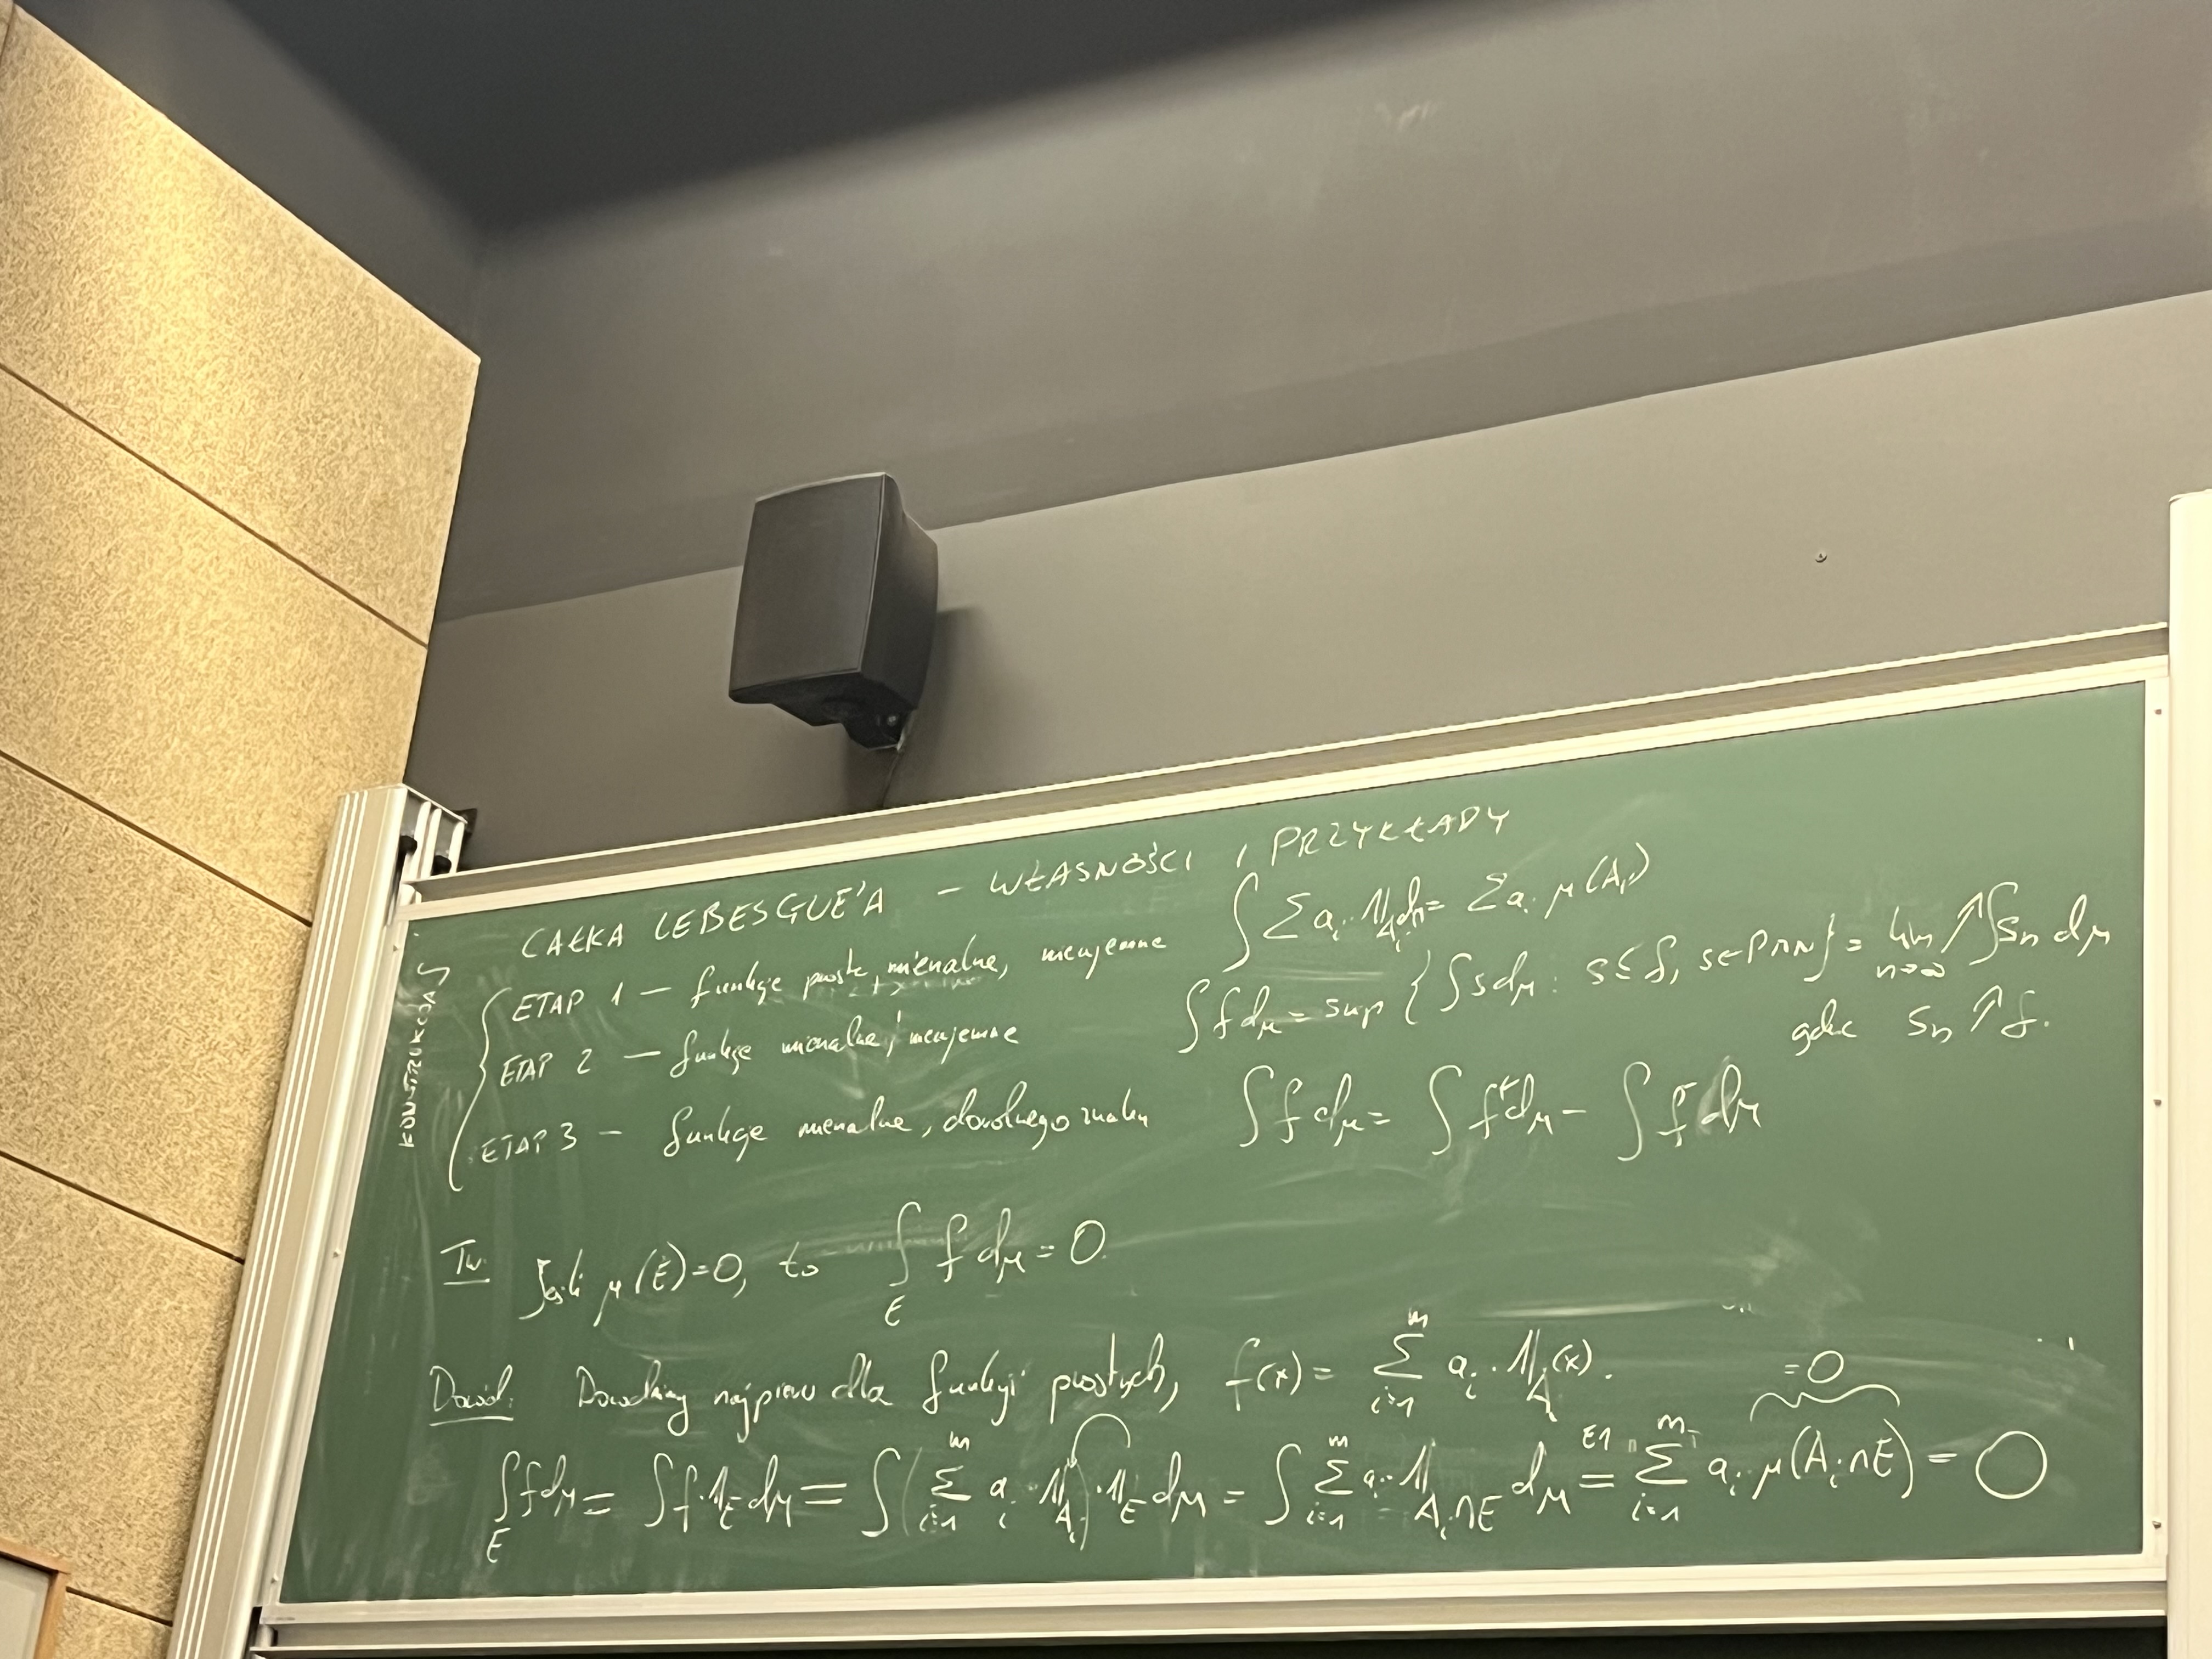 CAŁKA LEBESGUE'A – WŁASNOŚCI I PRZYKŁADY
KONSTRUKCJA
ETAP 1 – funkcje proste, mierzalne, nieujemne ∫ Σ aᵢ · 𝟙_{Aᵢ} dμ = Σ aᵢ μ(Aᵢ)
ETAP 2 – funkcje mierzalne, nieujemne ∫ f dμ = sup { ∫ s dμ : s ≤ f, s ∈ PMN } = lim_{n→∞} ↗ ∫ sₙ dμ
gdzie sₙ ↗ f.
ETAP 3 – funkcje mierzalne, dowolnego znaku ∫ f dμ = ∫ f⁺ dμ – ∫ f⁻ dμ
Tw. Jeśli μ(E) = 0, to ∫_E f dμ = 0.
Dowód: Dowodzimy najpierw dla funkcji prostych, f(x) = Σ_{i=1}^{m} aᵢ · 𝟙_{Aᵢ}(x).
= 0
∫_E f dμ = ∫ f · 𝟙_E dμ = ∫ ( Σ_{i=1}^{m} aᵢ · 𝟙_{Aᵢ} ) · 𝟙_E dμ = ∫ Σ_{i=1}^{m} aᵢ · 𝟙_{Aᵢ∩E} dμ =^{E1} Σ_{i=1}^{m} aᵢ μ(Aᵢ∩E) = 0